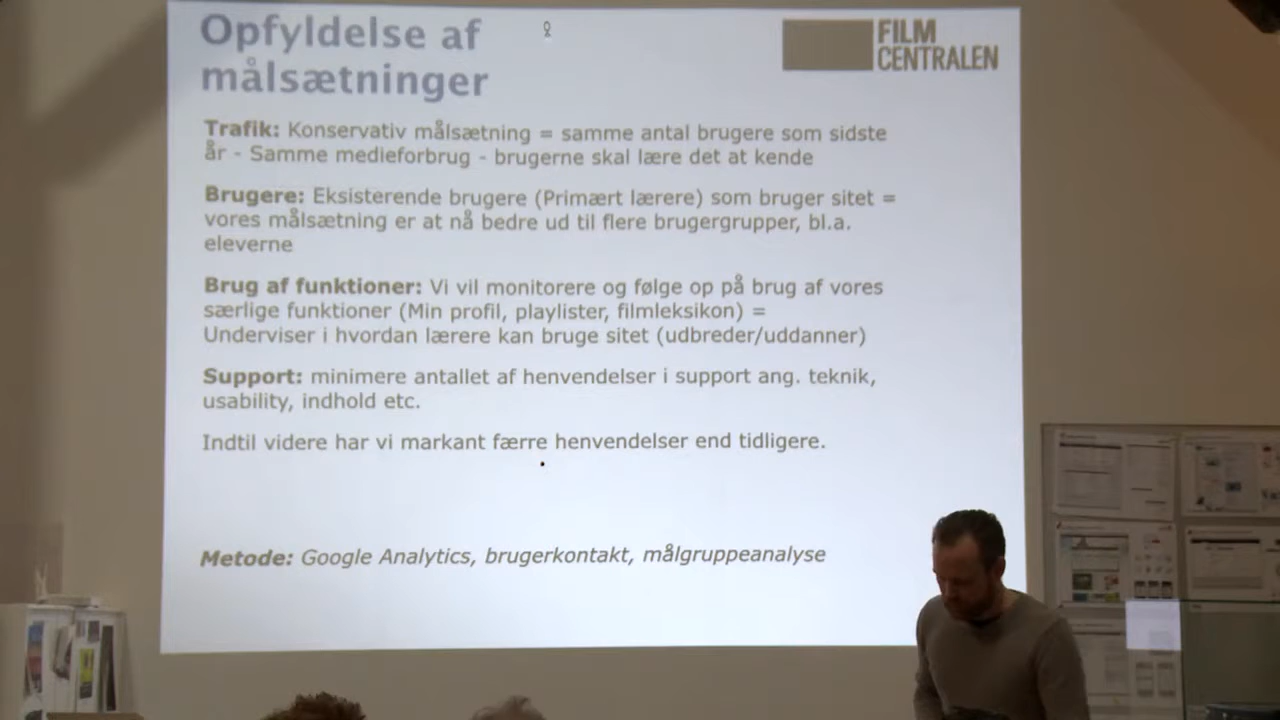 Opfyldelse af
målsætninger
FILM
CENTRALEN
Trafik: Konservativ målsætning = samme antal brugere som sidste
år - Samme medieforbrug - brugerne skal lære det at kende
Brugere: Eksisterende brugere (Primært lærere) som bruger sitet =
vores målsætning er at nå bedre ud til flere brugergrupper, bl.a.
eleverne
Brug af funktioner: Vi vil monitorere og følge op på brug af vores
særlige funktioner (Min profil, playlister, filmleksikon) =
Underviser i hvordan lærere kan bruge sitet (udbreder/uddanner)
Support: minimere antallet af henvendelser i support ang. teknik,
usability, indhold etc.
Indtil videre har vi markant færre henvendelser end tidligere.
Metode: Google Analytics, brugerkontakt, målgruppeanalyse